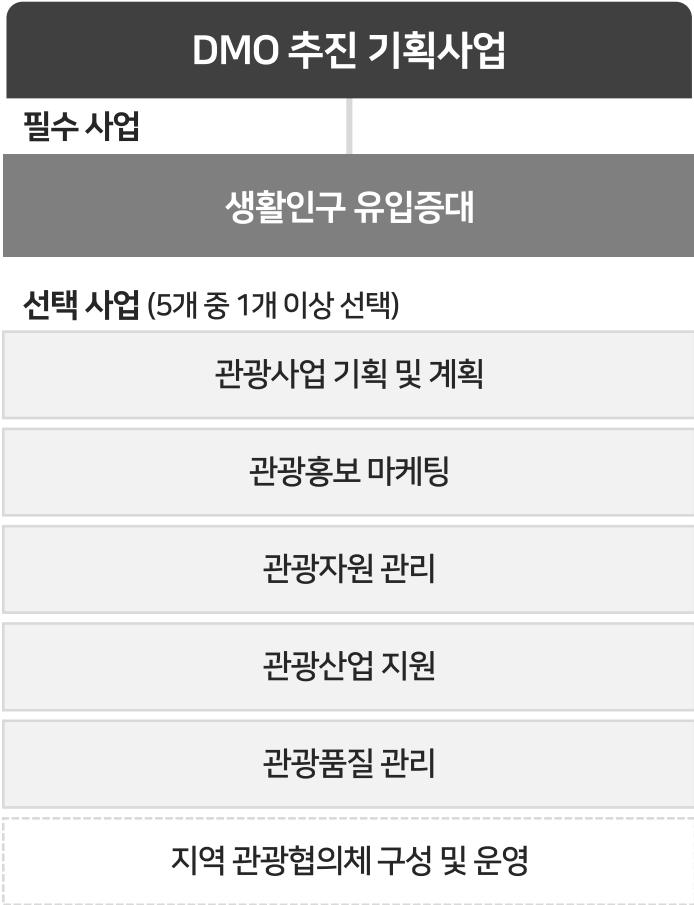 DMO 추진 기획사업
필수 사업
생활인구 유입증대
선택 사업 (5개 중 1개 이상 선택)
관광사업 기획 및 계획
관광홍보 마케팅
관광자원 관리
관광산업 지원
관광품질 관리
지역 관광협의체 구성 및 운영